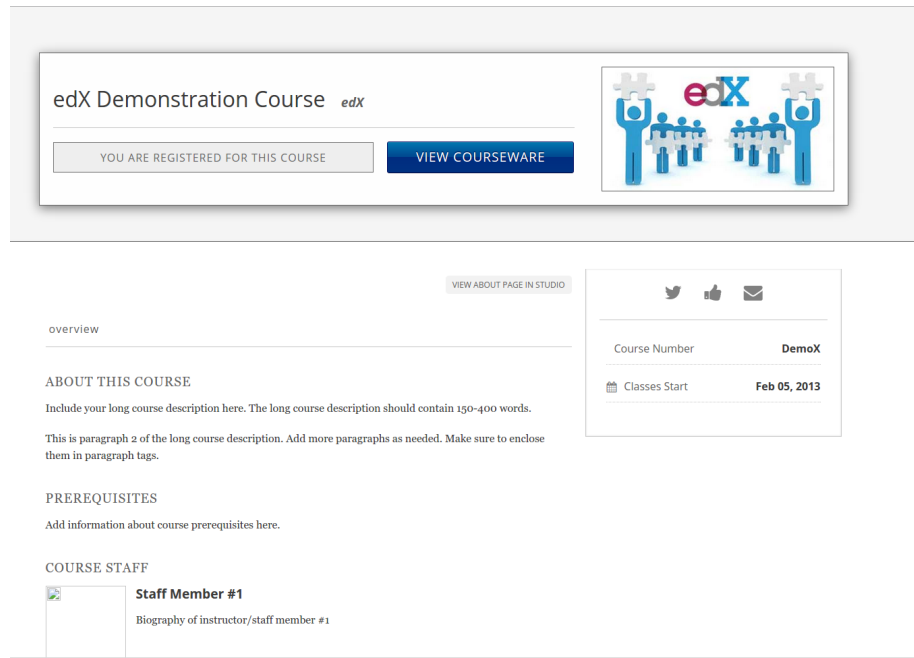 edX Demonstration Course edX
YOU ARE REGISTERED FOR THIS COURSE
VIEW COURSEWARE
edX
VIEW ABOUT PAGE IN STUDIO
overview
ABOUT THIS COURSE
Include your long course description here. The long course description should contain 150-400 words.
This is paragraph 2 of the long course description. Add more paragraphs as needed. Make sure to enclose
them in paragraph tags.
PREREQUISITES
Add information about course prerequisites here.
COURSE STAFF
Staff Member #1
Biography of instructor/staff member #1
Course Number DemoX
Classes Start Feb 05, 2013